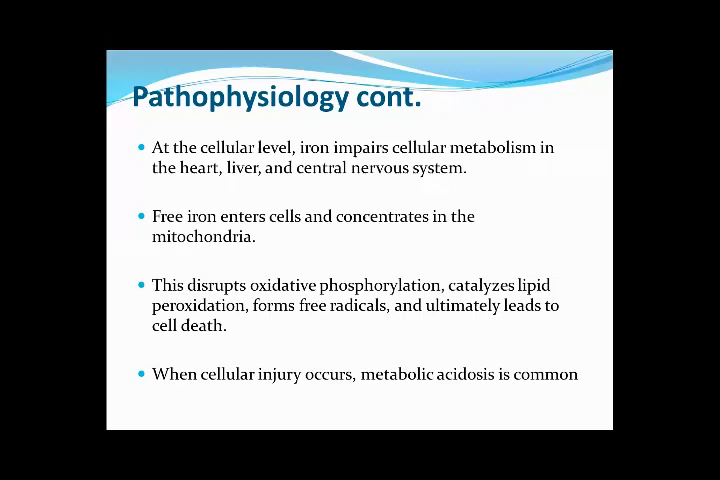 Pathophysiology cont.
At the cellular level, iron impairs cellular metabolism in
the heart, liver, and central nervous system.
Free iron enters cells and concentrates in the
mitochondria.
This disrupts oxidative phosphorylation, catalyzes lipid
peroxidation, forms free radicals, and ultimately leads to
cell death.
When cellular injury occurs, metabolic acidosis is common